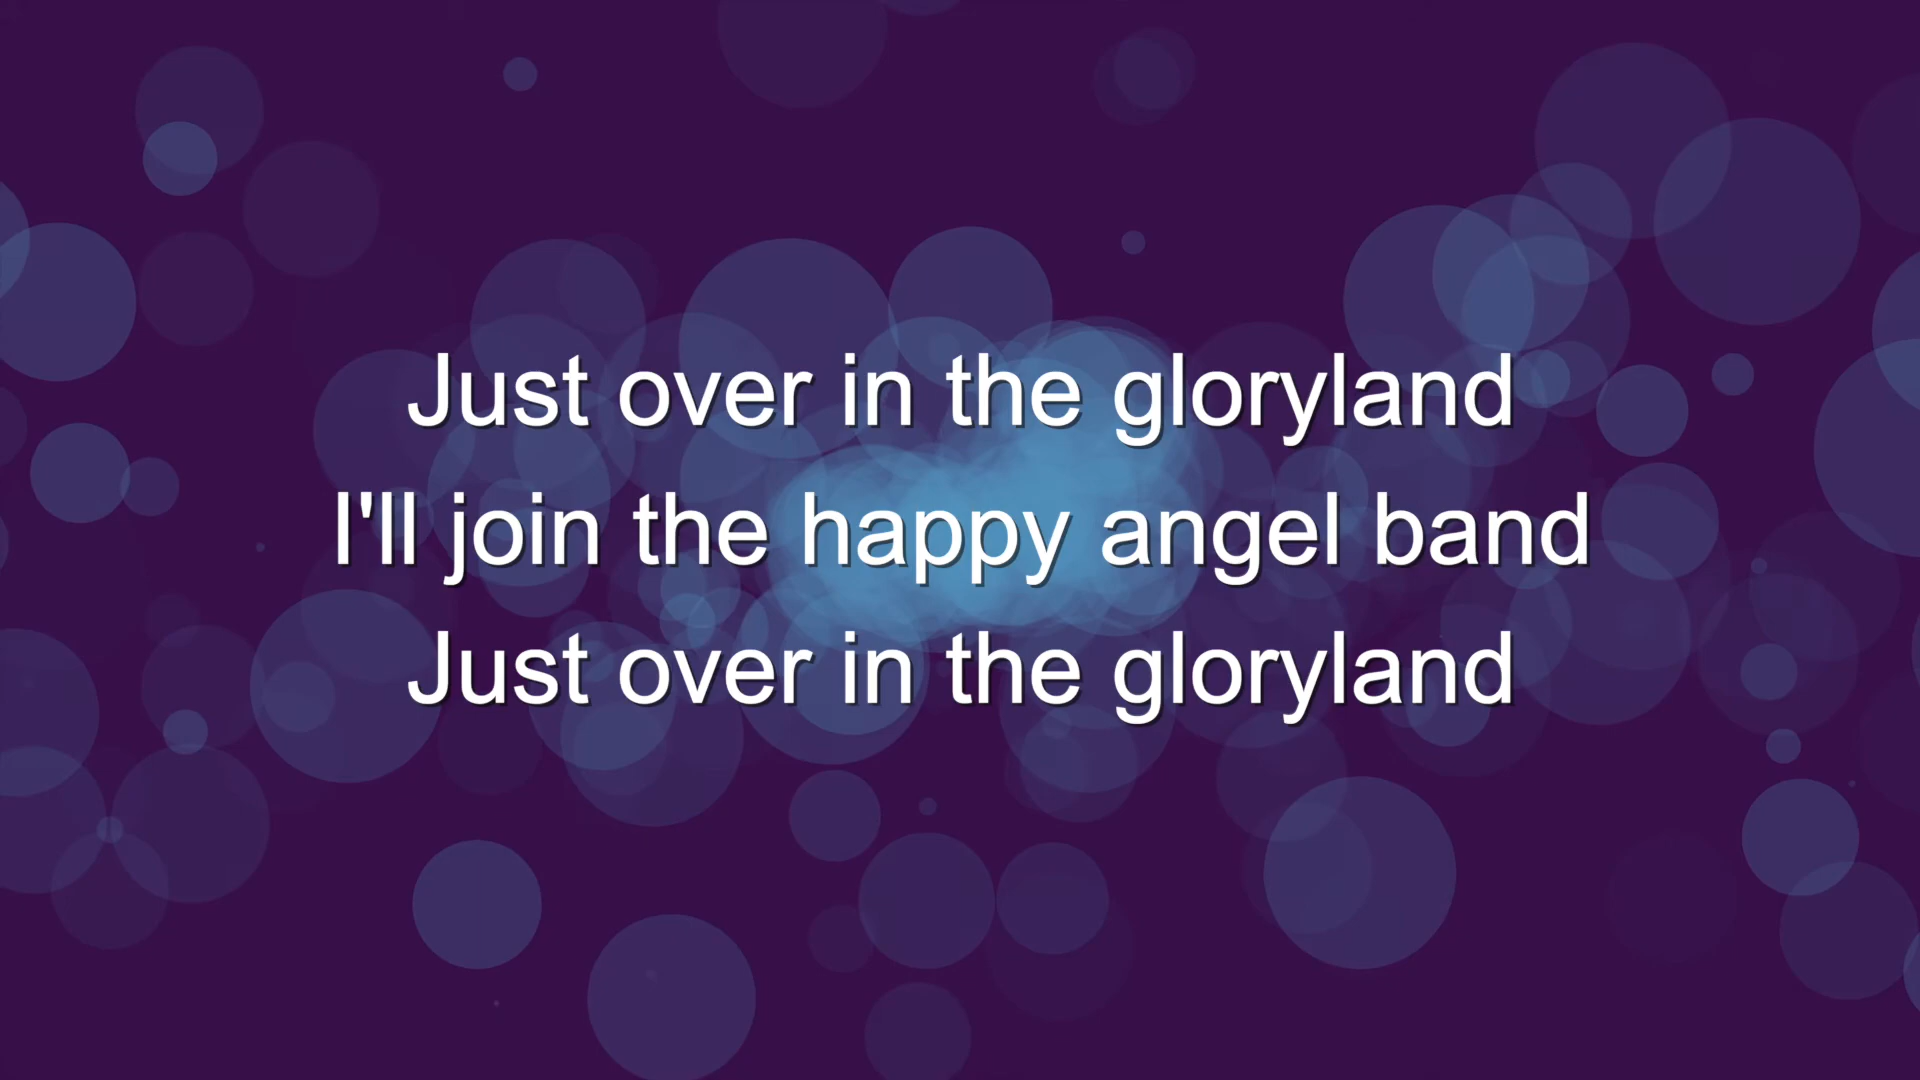 Just over in the gloryland
I'll join the happy angel band
Just over in the gloryland